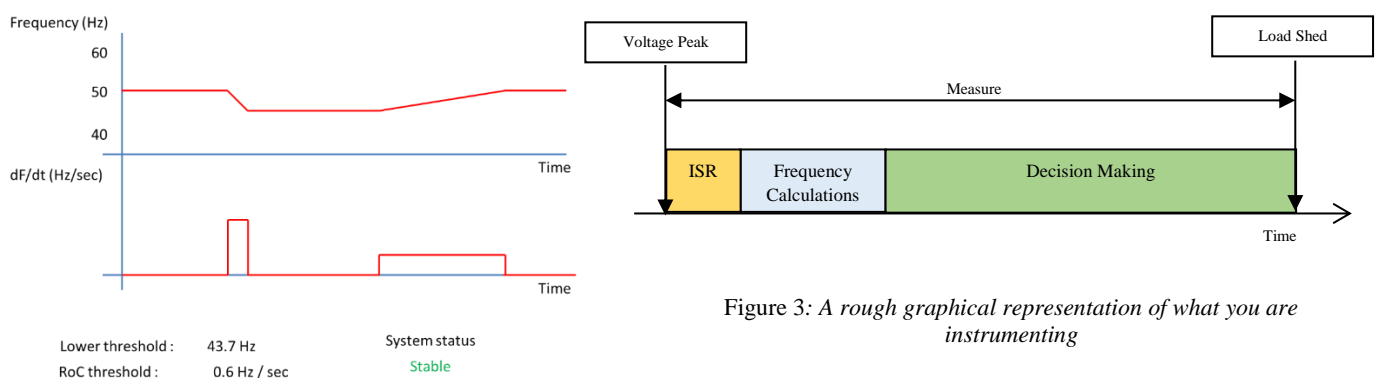 Frequency (Hz)
60
50
40
Time
dF/dt (Hz/sec)
Time
Lower threshold : 43.7 Hz
RoC threshold : 0.6 Hz / sec
System status
Stable
Voltage Peak
Load Shed
Measure
ISR
Frequency
Calculations
Decision Making
Time
Figure 3: A rough graphical representation of what you are
instrumenting